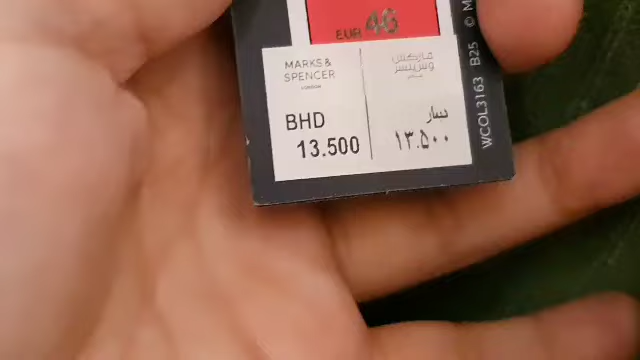 EUR 46
MARKS & SPENCER
LONDON
BHD
13.500
ماركس
وسبنسر
دينار
١٣.٥٠٠
WCOL3163 B25 © M